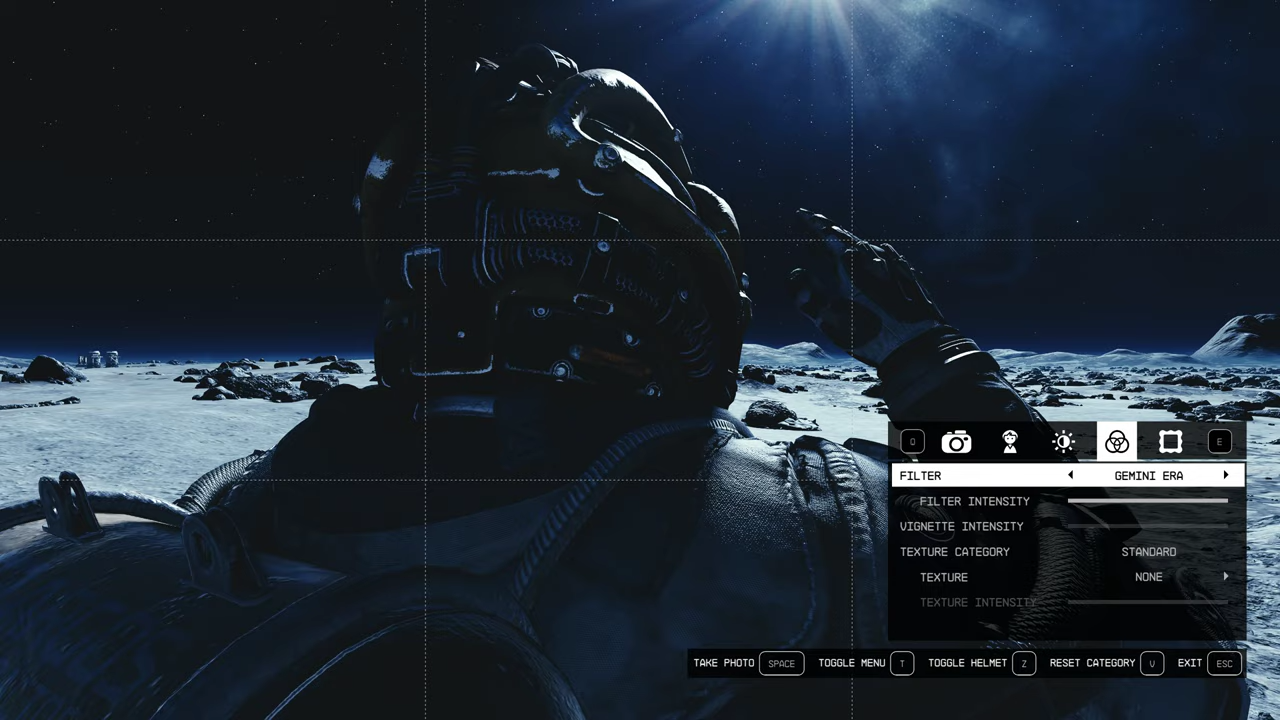 Q
E
FILTER GEMINI ERA
FILTER INTENSITY
VIGNETTE INTENSITY
TEXTURE CATEGORY STANDARD
TEXTURE NONE
TEXTURE INTENSITY
TAKE PHOTO SPACE TOGGLE MENU T TOGGLE HELMET Z RESET CATEGORY V EXIT ESC